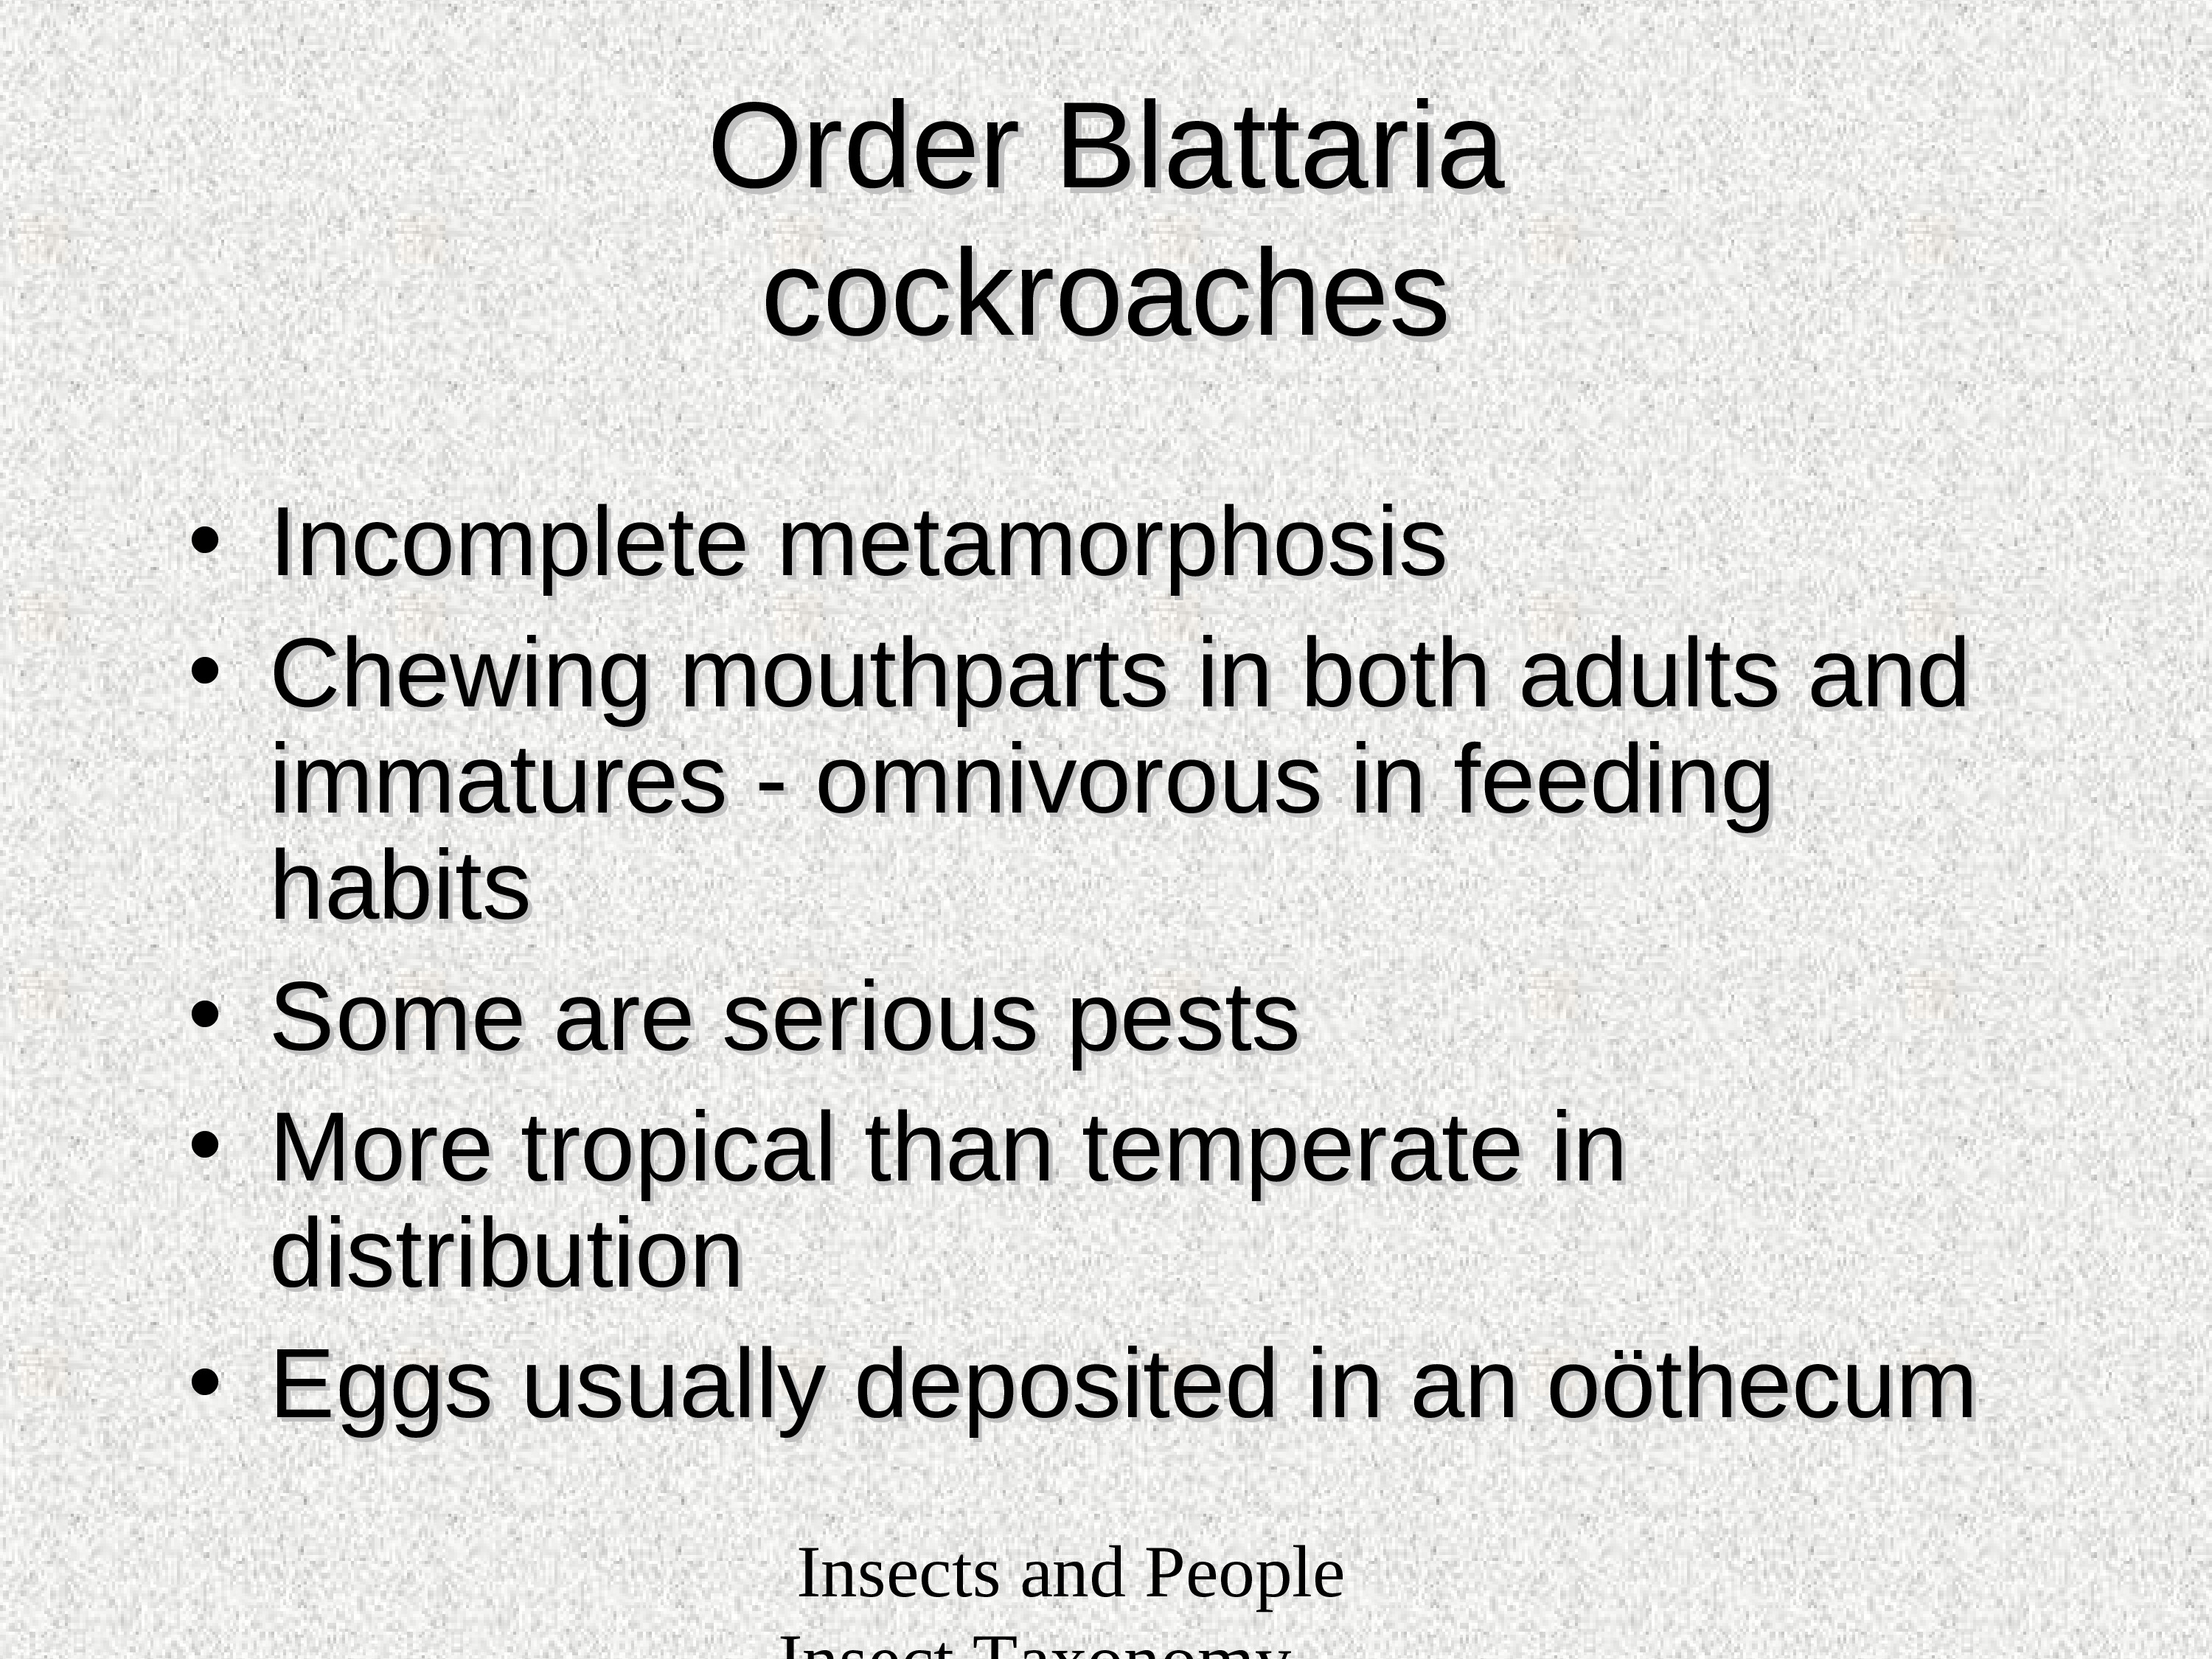 Order Blattaria
cockroaches
• Incomplete metamorphosis
• Chewing mouthparts in both adults and
immatures - omnivorous in feeding
habits
• Some are serious pests
• More tropical than temperate in
distribution
• Eggs usually deposited in an oöthecum
Insects and People
Insect Taxonomy